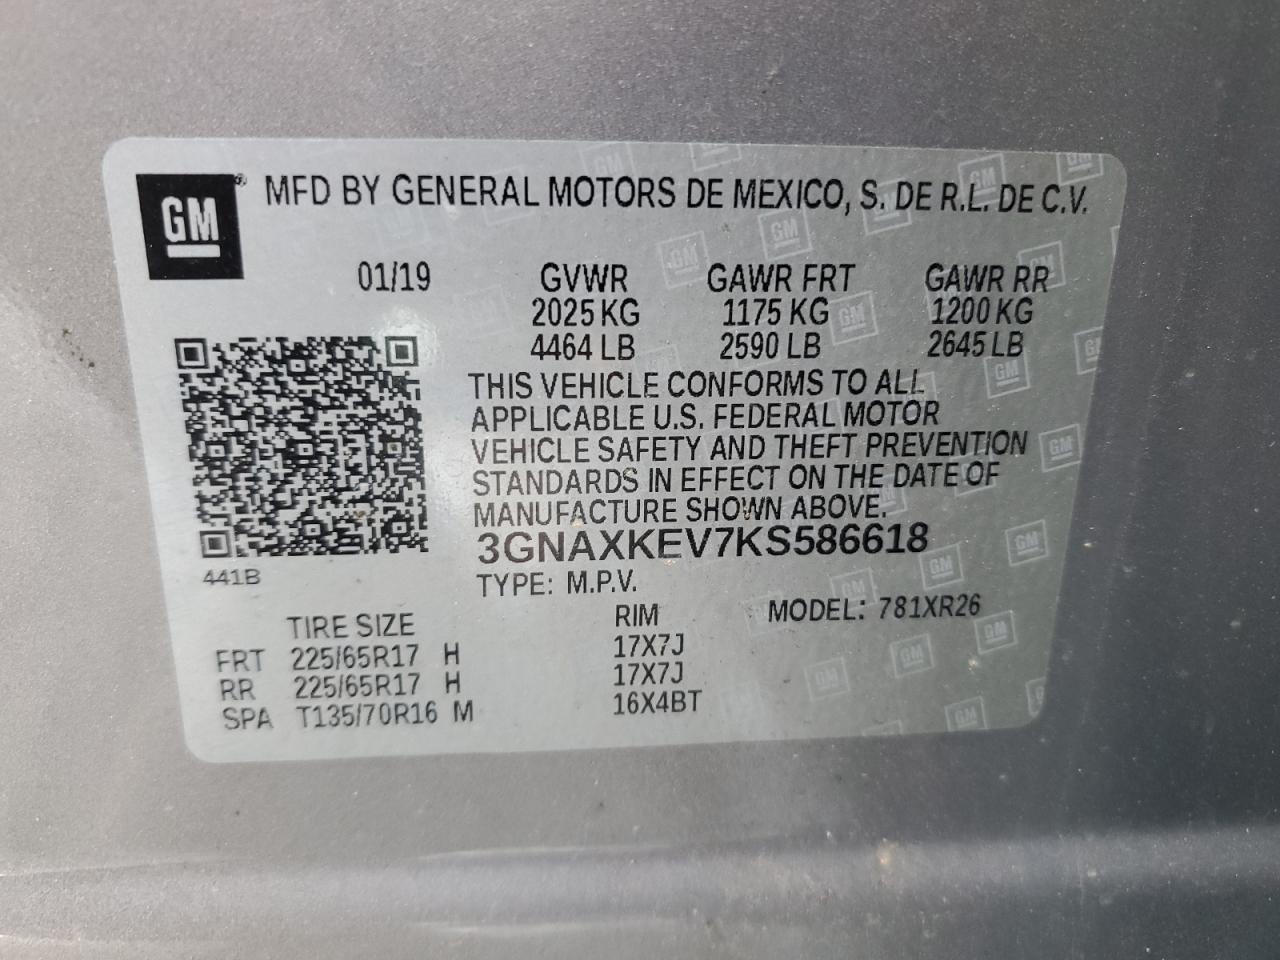 GM® MFD BY GENERAL MOTORS DE MEXICO, S. DE R.L. DE C.V.
01/19 GVWR GAWR FRT GAWR RR
2025 KG 1175 KG 1200 KG
4464 LB 2590 LB 2645 LB
THIS VEHICLE CONFORMS TO ALL
APPLICABLE U.S. FEDERAL MOTOR
VEHICLE SAFETY AND THEFT PREVENTION
STANDARDS IN EFFECT ON THE DATE OF
MANUFACTURE SHOWN ABOVE.
3GNAXKEV7KS586618
441B
TYPE: M.P.V.
TIRE SIZE RIM MODEL: 781XR26
FRT 225/65R17 H 17X7J
RR 225/65R17 H 17X7J
SPA T135/70R16 M 16X4BT